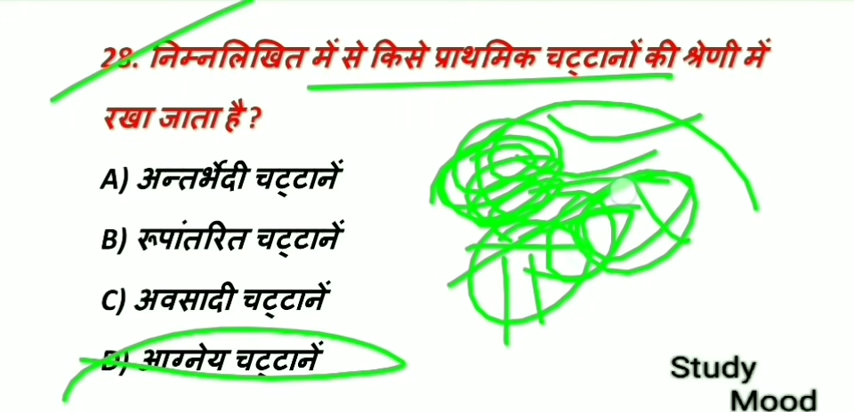 28. निम्नलिखित में से किसे प्राथमिक चट्टानों की श्रेणी में
रखा जाता है?
A) अन्तर्भेदी चट्टानें
B) रूपांतरित चट्टानें
C) अवसादी चट्टानें
D) आग्नेय चट्टानें
Study
Mood